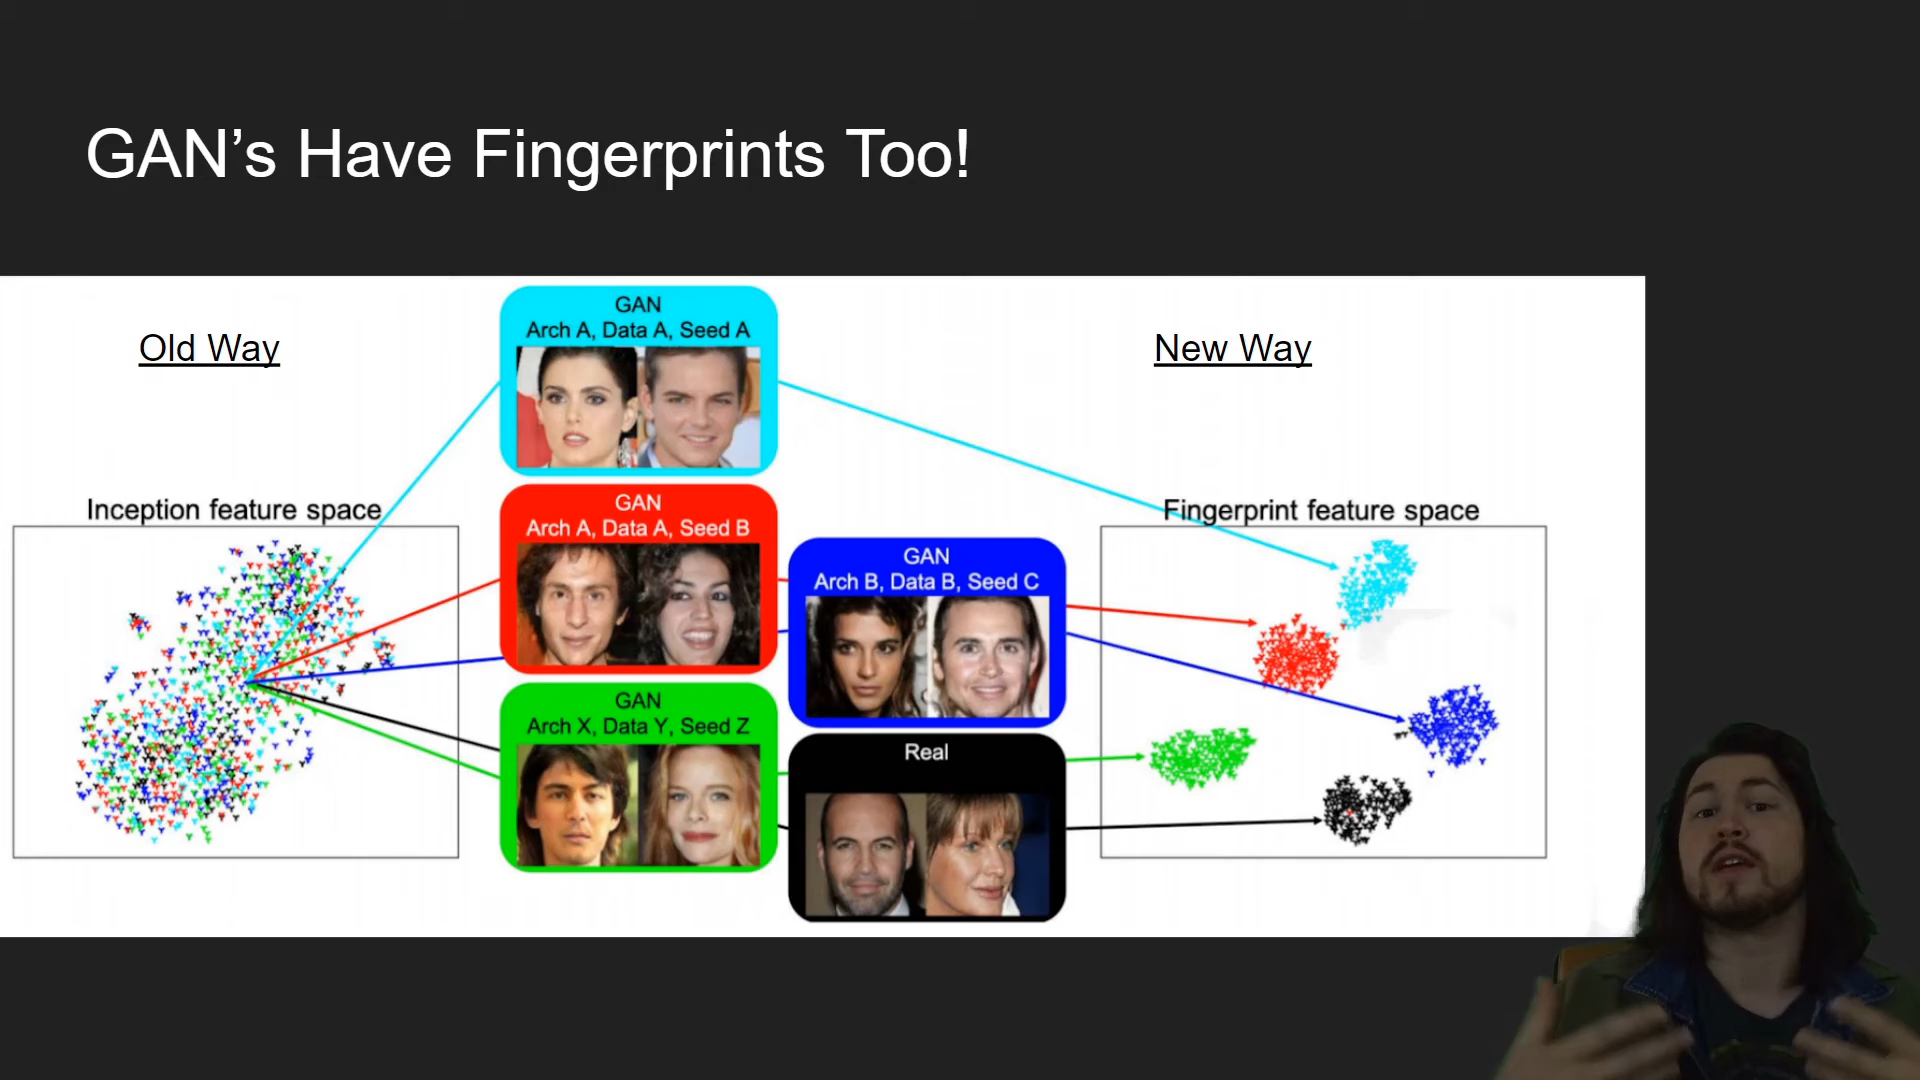 GAN’s Have Fingerprints Too!
Old Way
New Way
GAN
Arch A, Data A, Seed A
Inception feature space
Fingerprint feature space
GAN
Arch A, Data A, Seed B
GAN
Arch B, Data B, Seed C
GAN
Arch X, Data Y, Seed Z
Real